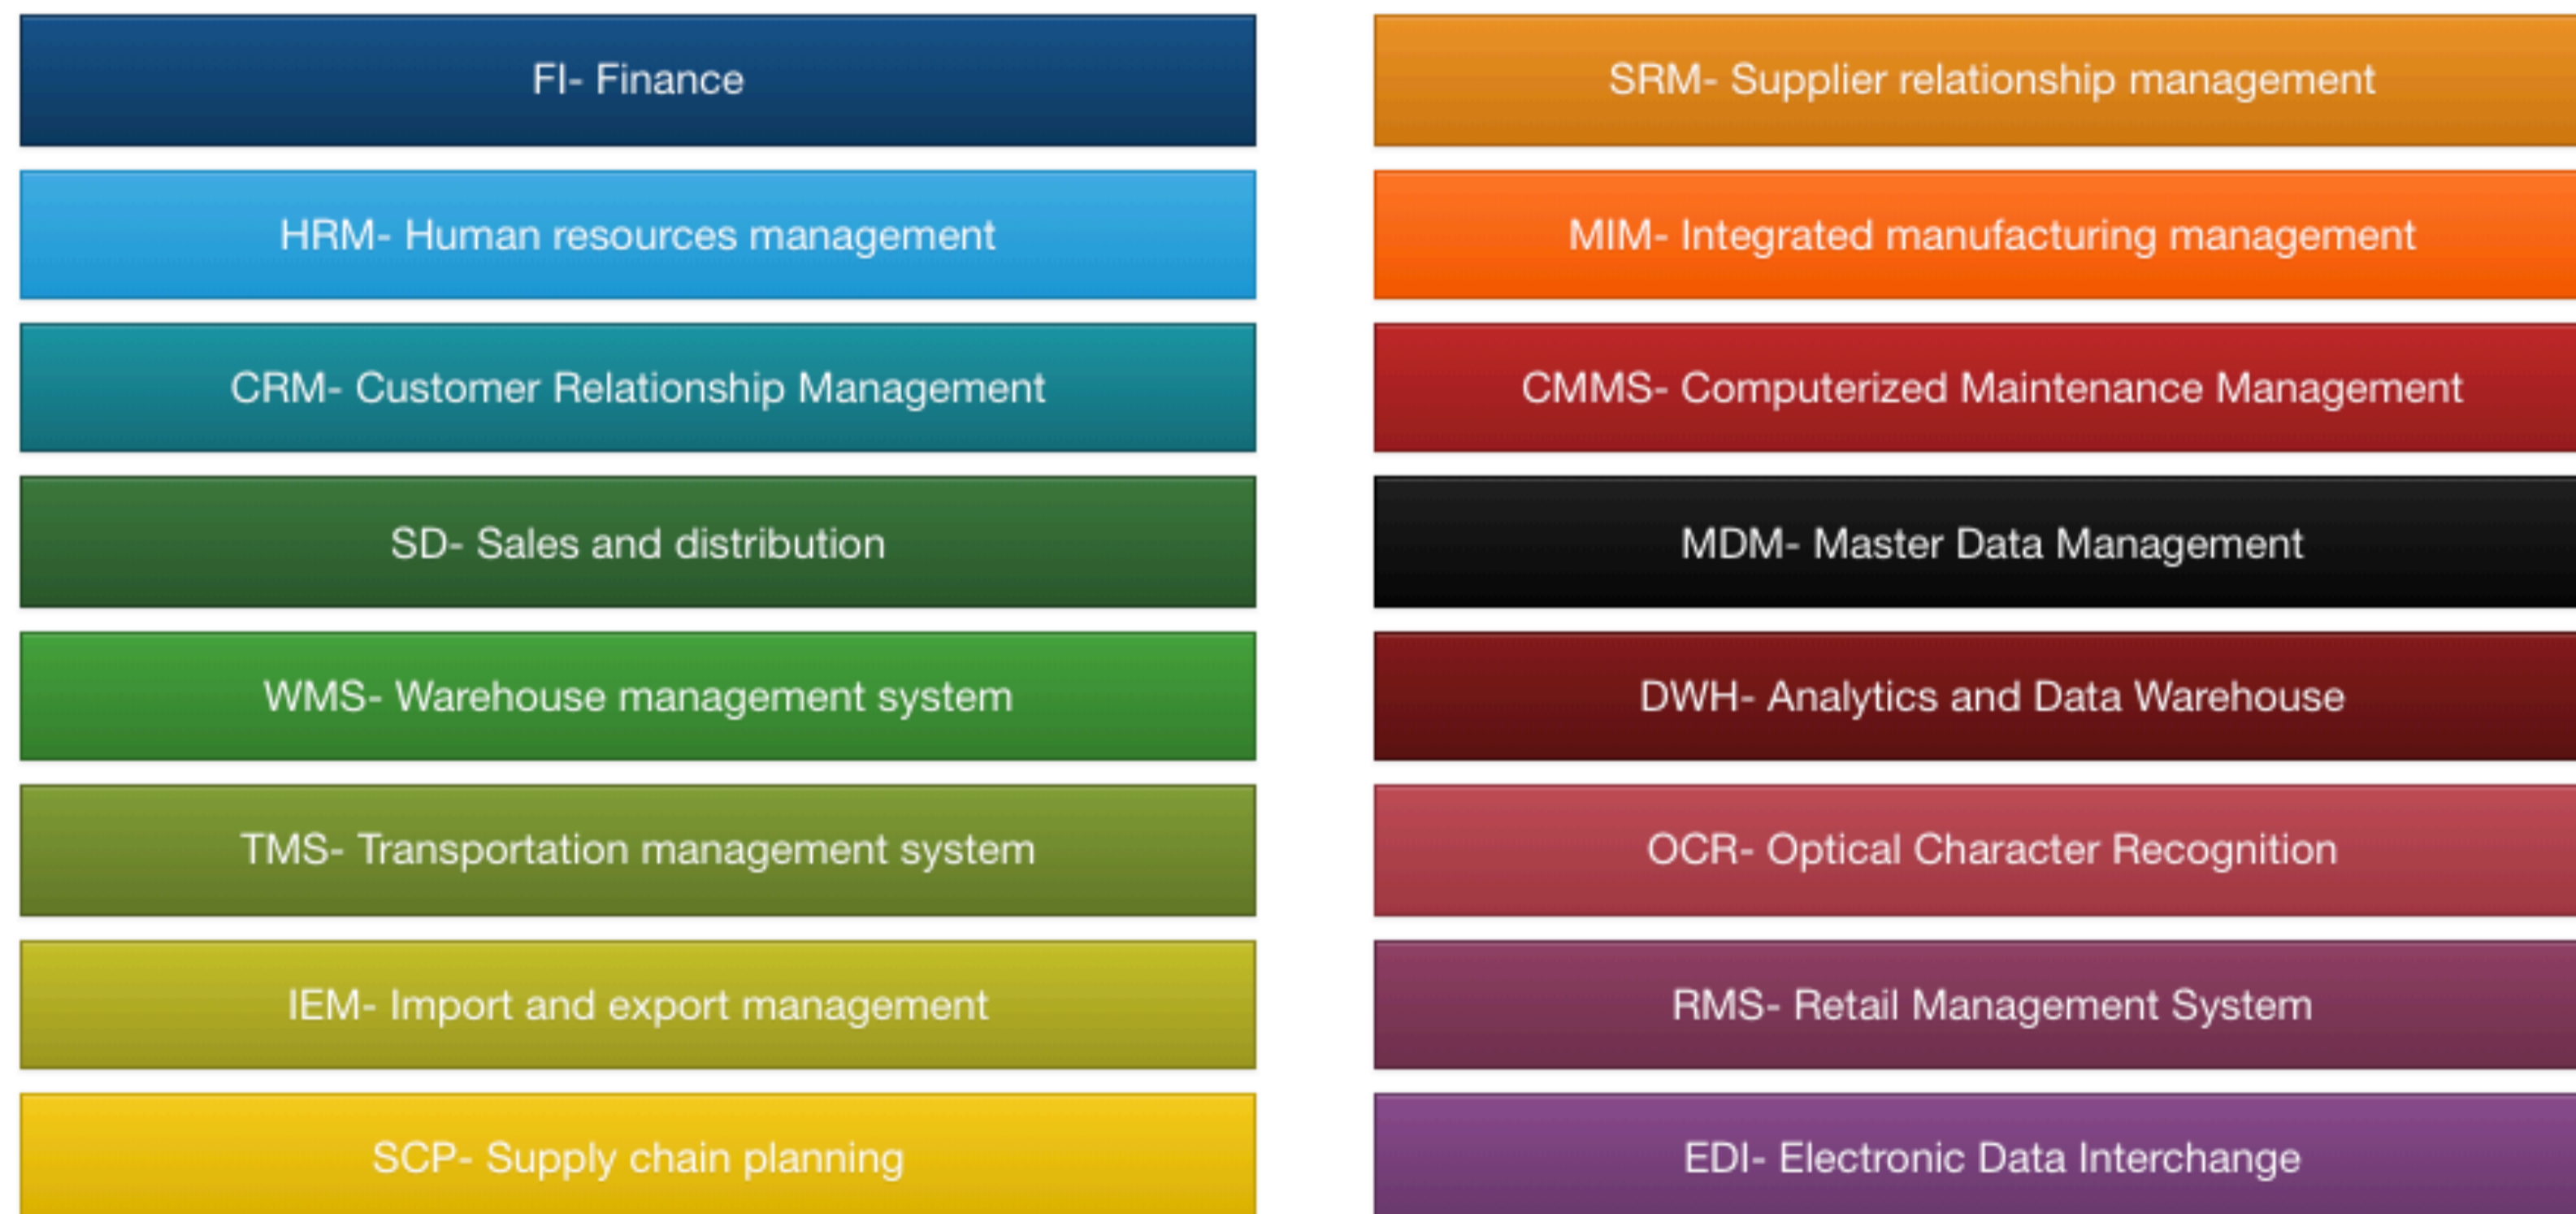 FI- Finance
HRM- Human resources management
CRM- Customer Relationship Management
SD- Sales and distribution
WMS- Warehouse management system
TMS- Transportation management system
IEM- Import and export management
SCP- Supply chain planning
SRM- Supplier relationship management
MIM- Integrated manufacturing management
CMMS- Computerized Maintenance Management
MDM- Master Data Management
DWH- Analytics and Data Warehouse
OCR- Optical Character Recognition
RMS- Retail Management System
EDI- Electronic Data Interchange